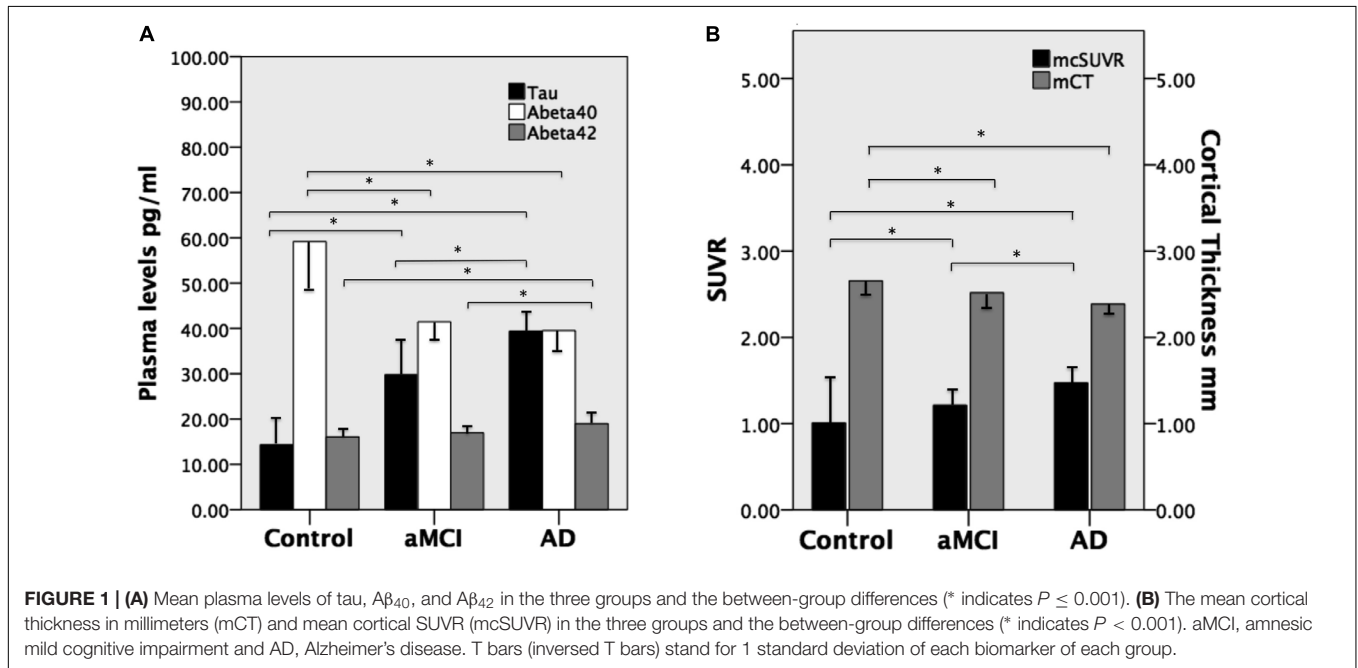 A
100.00
90.00
80.00
70.00
60.00
50.00
40.00
30.00
20.00
10.00
0.00
Plasma levels pg/ml
Tau
Abeta40
Abeta42
*
*
*
*
*
*
*
Control aMCI AD
B
5.00
4.00
3.00
2.00
1.00
0.00
SUVR
mcSUVR
mCT
*
*
*
*
*
5.00
4.00
3.00
2.00
1.00
0.00
Cortical Thickness mm
Control aMCI AD
FIGURE 1 | (A) Mean plasma levels of tau, Aβ₄₀, and Aβ₄₂ in the three groups and the between-group differences (* indicates P ≤ 0.001). (B) The mean cortical
thickness in millimeters (mCT) and mean cortical SUVR (mcSUVR) in the three groups and the between-group differences (* indicates P < 0.001). aMCI, amnesic
mild cognitive impairment and AD, Alzheimer's disease. T bars (inversed T bars) stand for 1 standard deviation of each biomarker of each group.